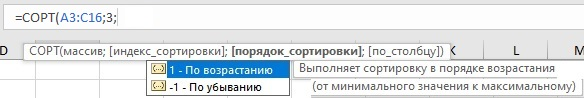 =СОРТ(A3:C16;3;
D
K
L
M
N
СОРТ(массив; [индекс_сортировки]; [порядок_сортировки]; [по_столбцу])
1 - По возрастанию
Выполняет сортировку в порядке возрастания
-1 - По убыванию
(от минимального значения к максимальному)